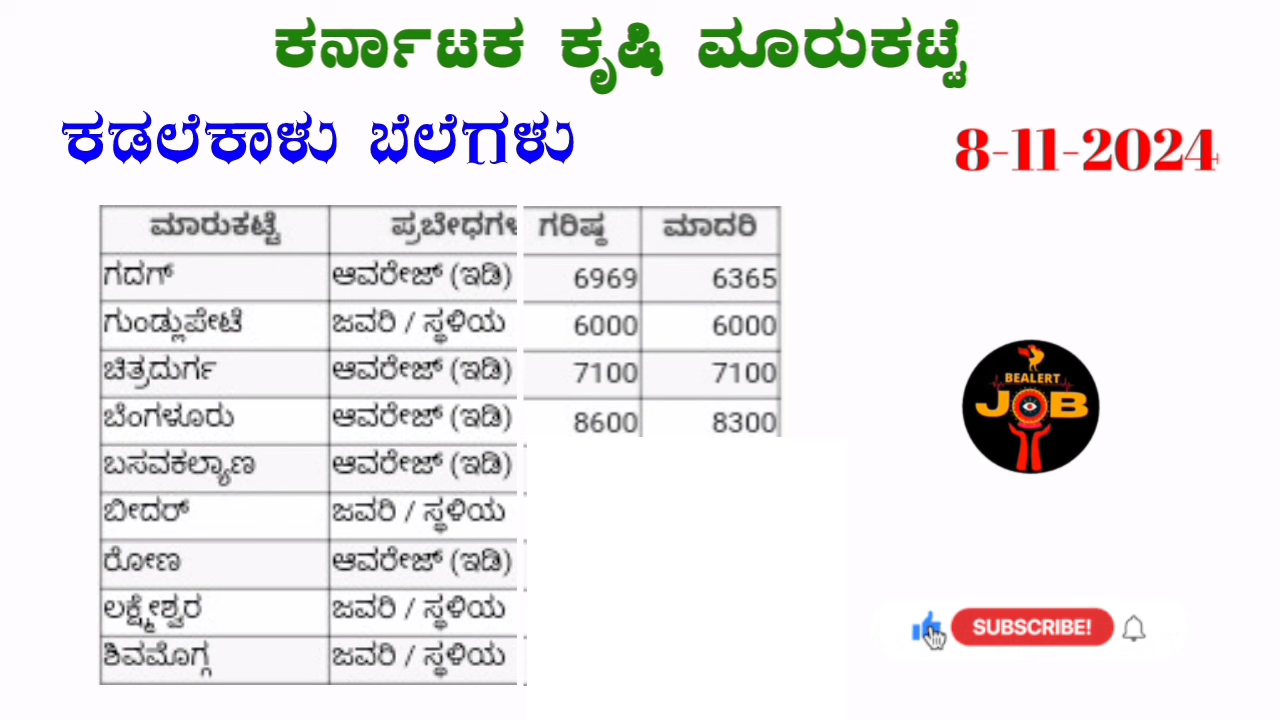 ಕರ್ನಾಟಕ ಕೃಷಿ ಮಾರುಕಟ್ಟೆ
ಕಡಲೆಕಾಳು ಬೆಲೆಗಳು 8-11-2024
ಮಾರುಕಟ್ಟೆ ಪ್ರಬೇಧಗಳ ಗರಿಷ್ಠ ಮಾದರಿ
ಗದಗ್ ಆವರೇಜ್ (ಇಡಿ) 6969 6365
ಗುಂಡ್ಲುಪೇಟೆ ಜವರಿ / ಸ್ಥಳಿಯ 6000 6000
ಚಿತ್ರದುರ್ಗ ಆವರೇಜ್ (ಇಡಿ) 7100 7100
ಬೆಂಗಳೂರು ಆವರೇಜ್ (ಇಡಿ) 8600 8300
ಬಸವಕಲ್ಯಾಣ ಆವರೇಜ್ (ಇಡಿ)
ಬೀದರ್ ಜವರಿ / ಸ್ಥಳಿಯ
ರೋಣ ಆವರೇಜ್ (ಇಡಿ)
ಲಕ್ಷ್ಮೇಶ್ವರ ಜವರಿ / ಸ್ಥಳಿಯ
ಶಿವಮೊಗ್ಗ ಜವರಿ / ಸ್ಥಳಿಯ
BEALERT
JOB
SUBSCRIBE!